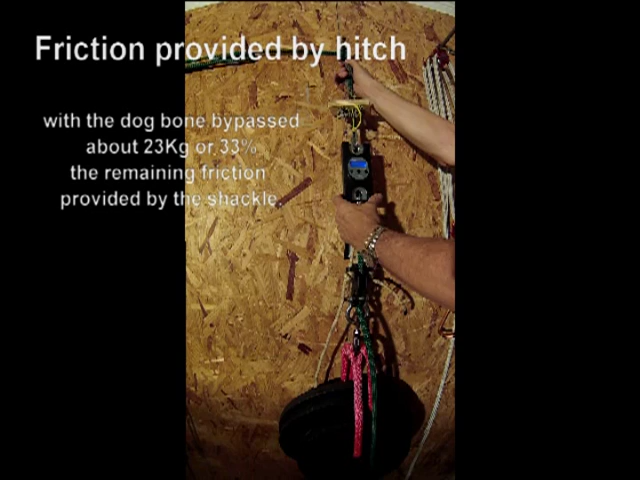 Friction provided by hitch
with the dog bone bypassed
about 23Kg or 33%
the remaining friction
provided by the shackle.